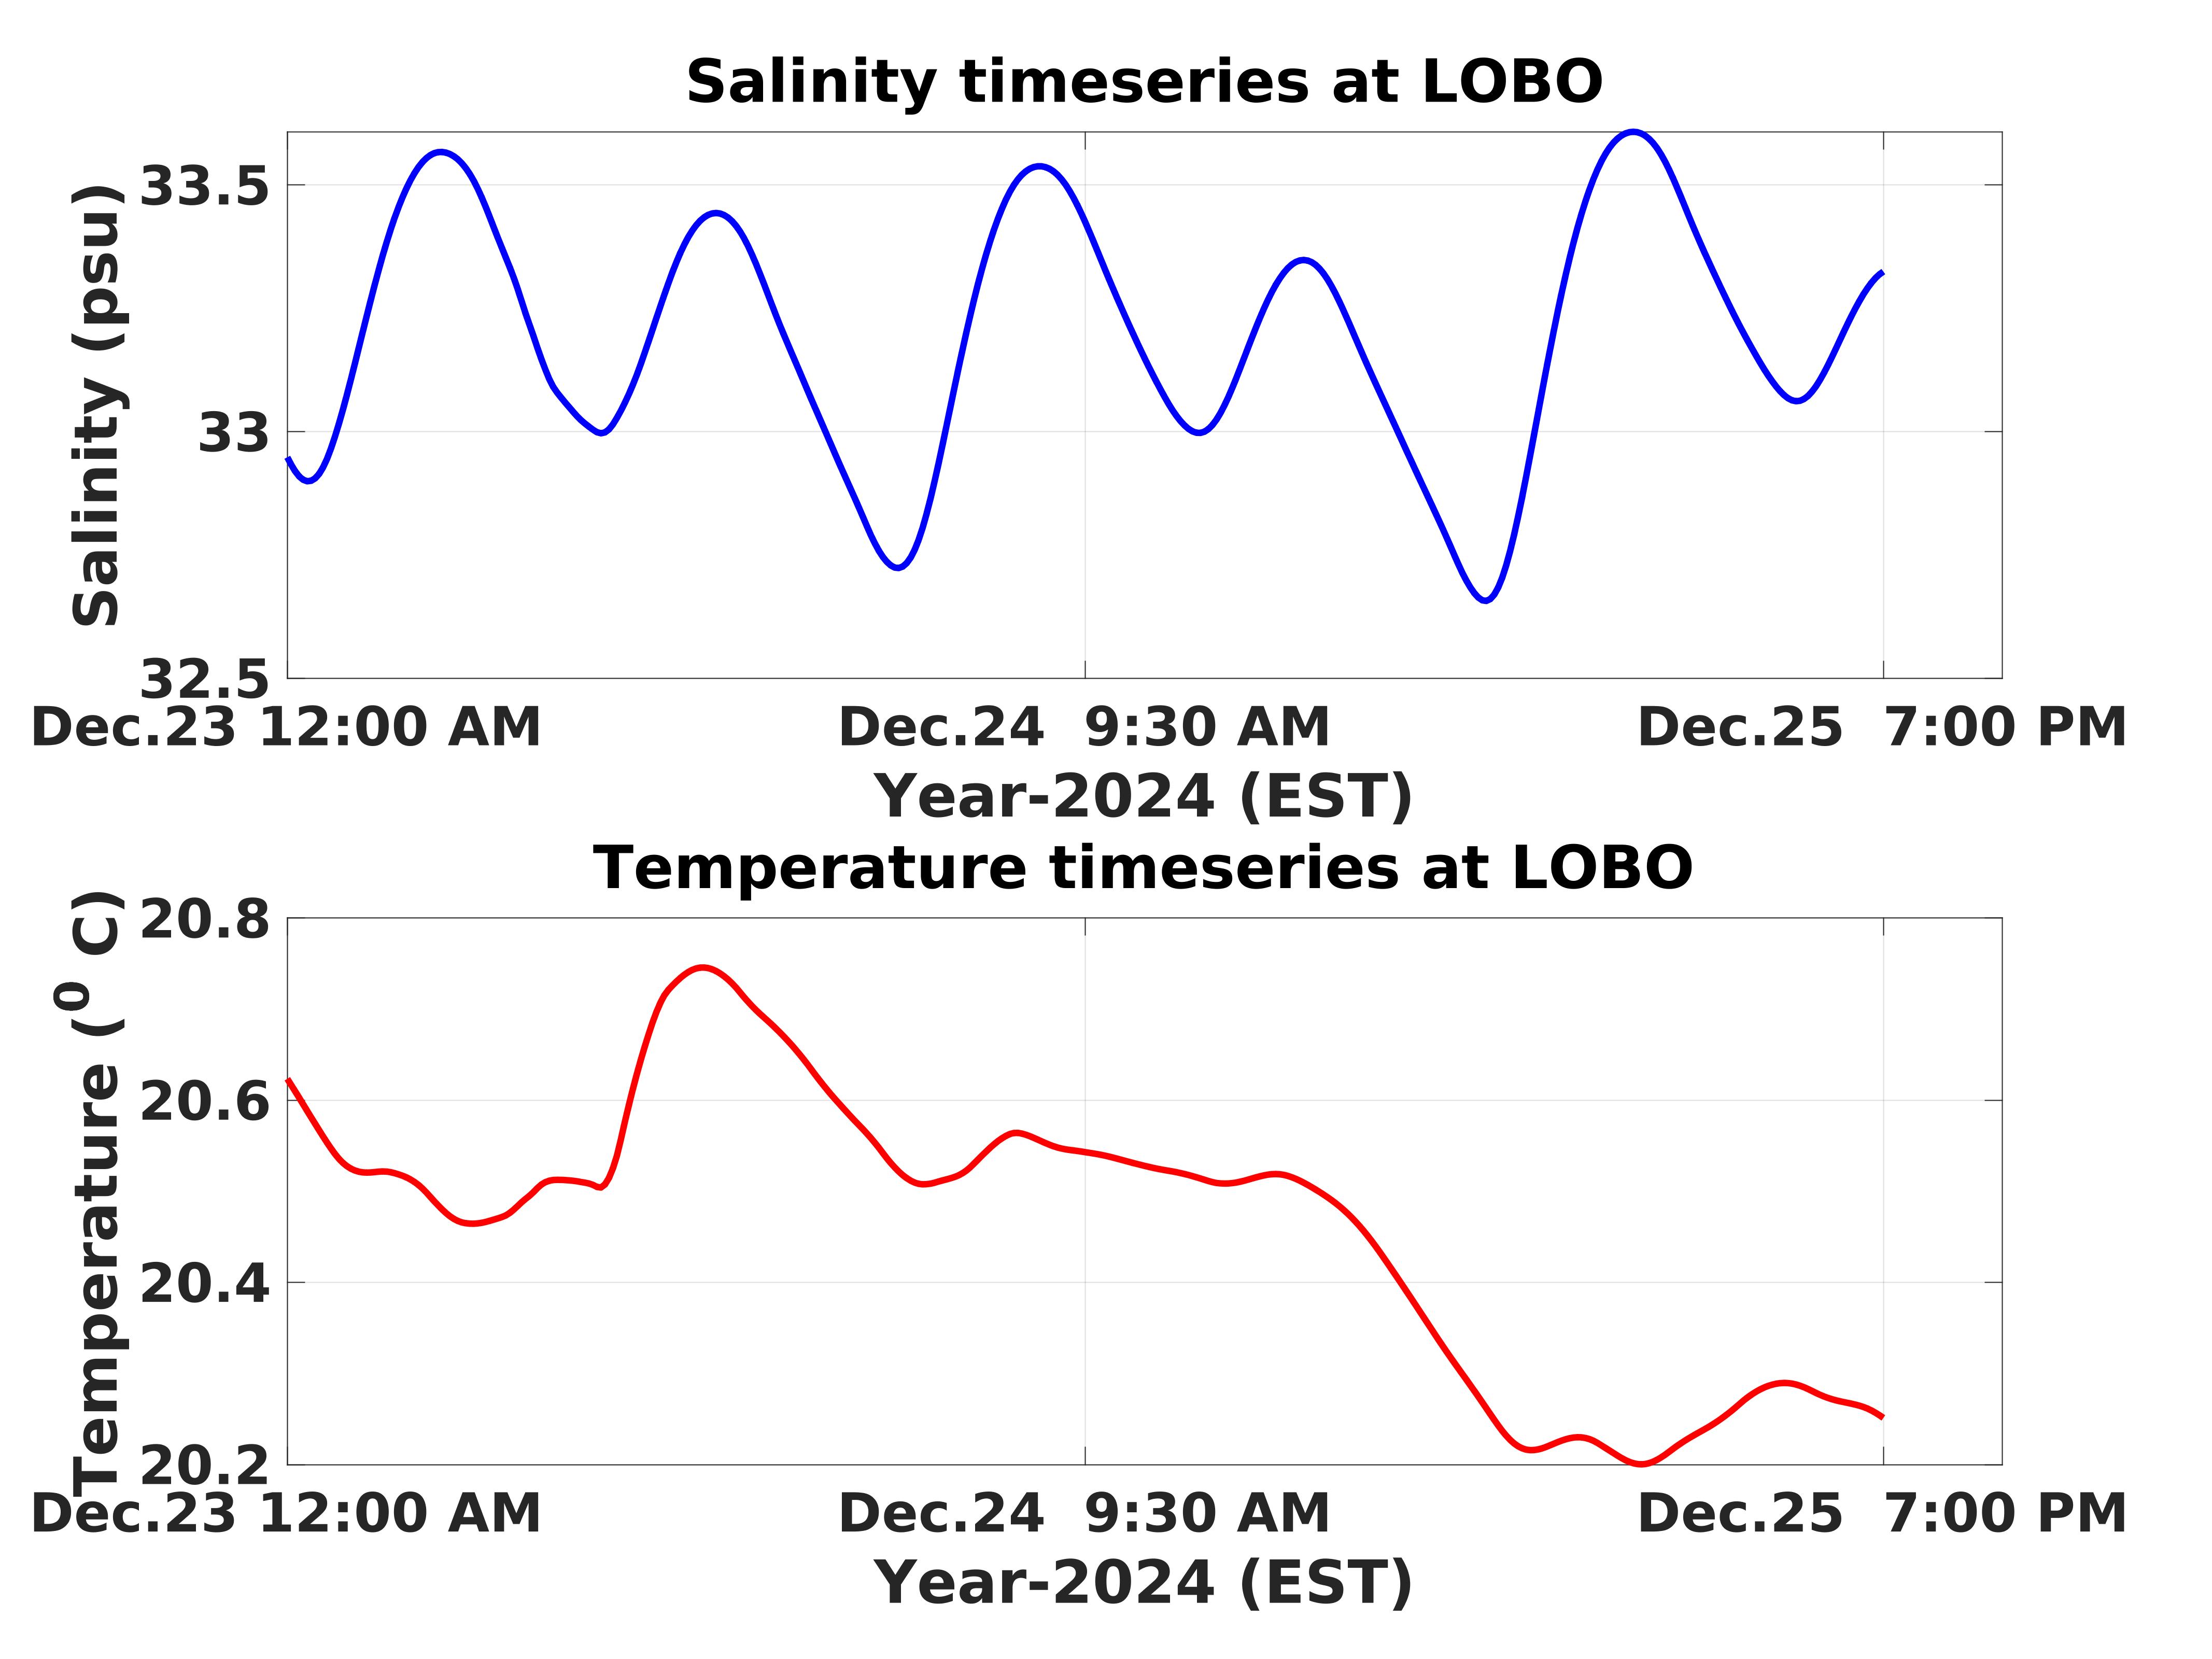 Salinity timeseries at LOBO
Salinity (psu)
33.5
33
32.5
Dec.23 12:00 AM
Dec.24  9:30 AM
Dec.25  7:00 PM
Year-2024 (EST)
Temperature timeseries at LOBO
Temperature (⁰ C)
20.8
20.6
20.4
20.2
Dec.23 12:00 AM
Dec.24  9:30 AM
Dec.25  7:00 PM
Year-2024 (EST)